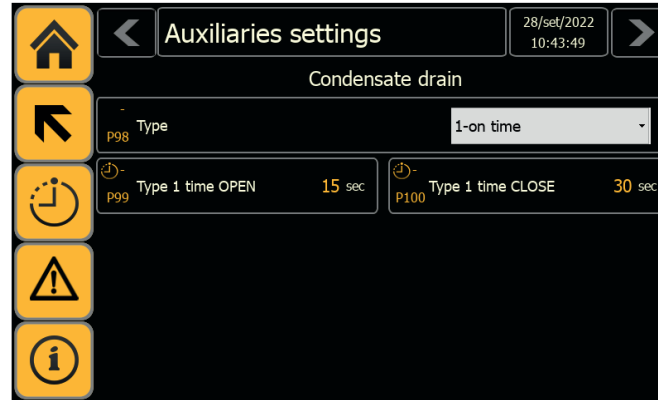 Auxiliaries settings
28/set/2022
10:43:49
Condensate drain
-
P98 Type
1-on time
-
P99 Type 1 time OPEN 15 sec
-
P100 Type 1 time CLOSE 30 sec
i